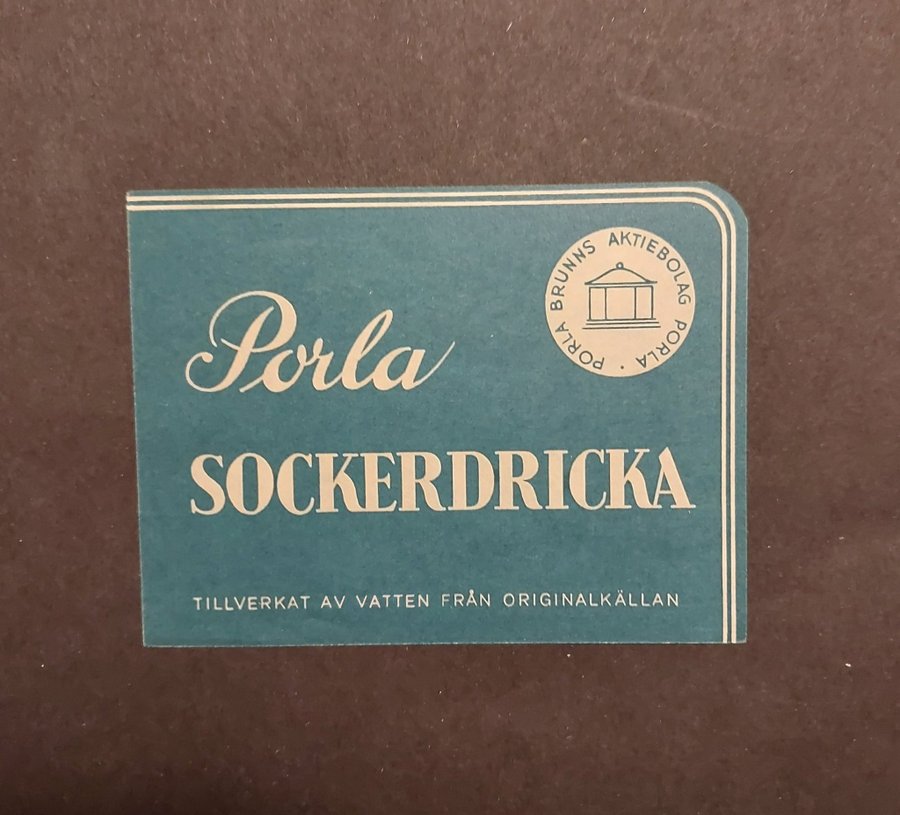 PORLA BRUNNS AKTIEBOLAG PORLA ·
Porla
SOCKERDRICKA
TILLVERKAT AV VATTEN FRÅN ORIGINALKÄLLAN